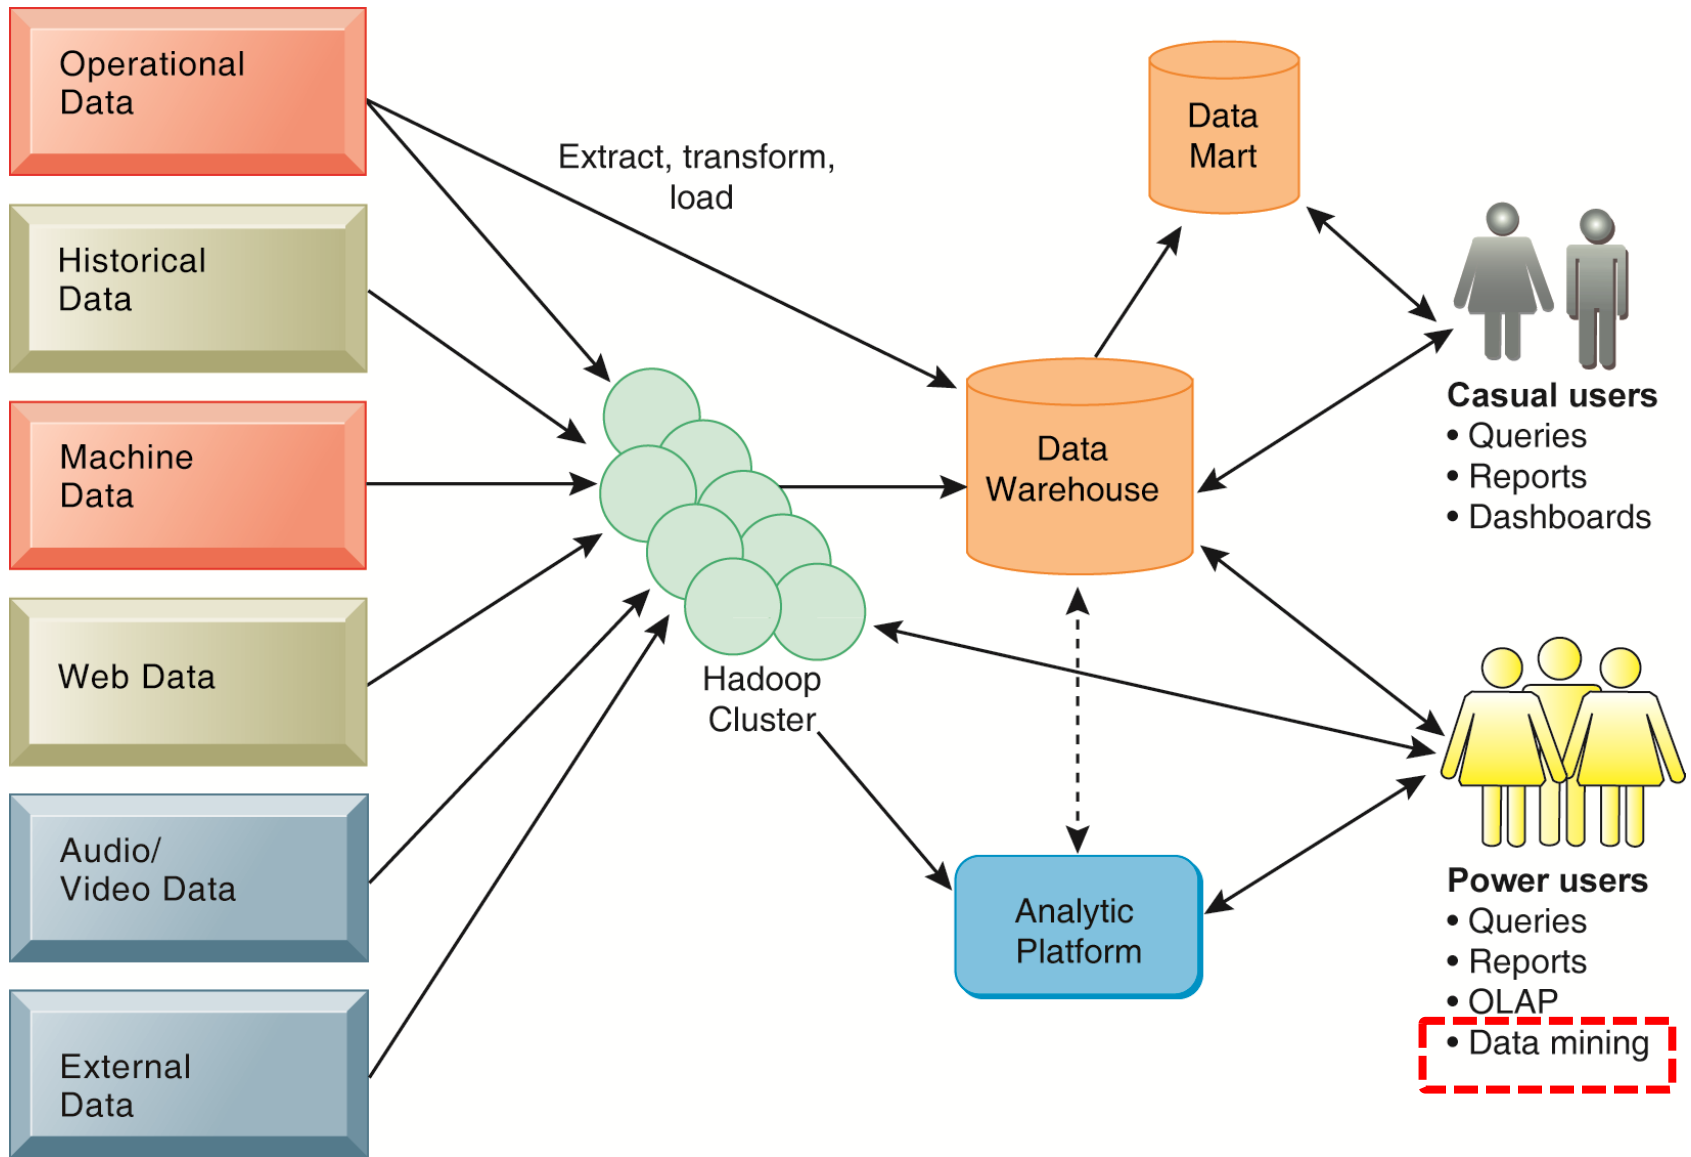 Operational
Data
Historical
Data
Machine
Data
Web Data
Audio/
Video Data
External
Data
Extract, transform,
load
Hadoop
Cluster
Data
Mart
Data
Warehouse
Analytic
Platform
Casual users
• Queries
• Reports
• Dashboards
Power users
• Queries
• Reports
• OLAP
• Data mining